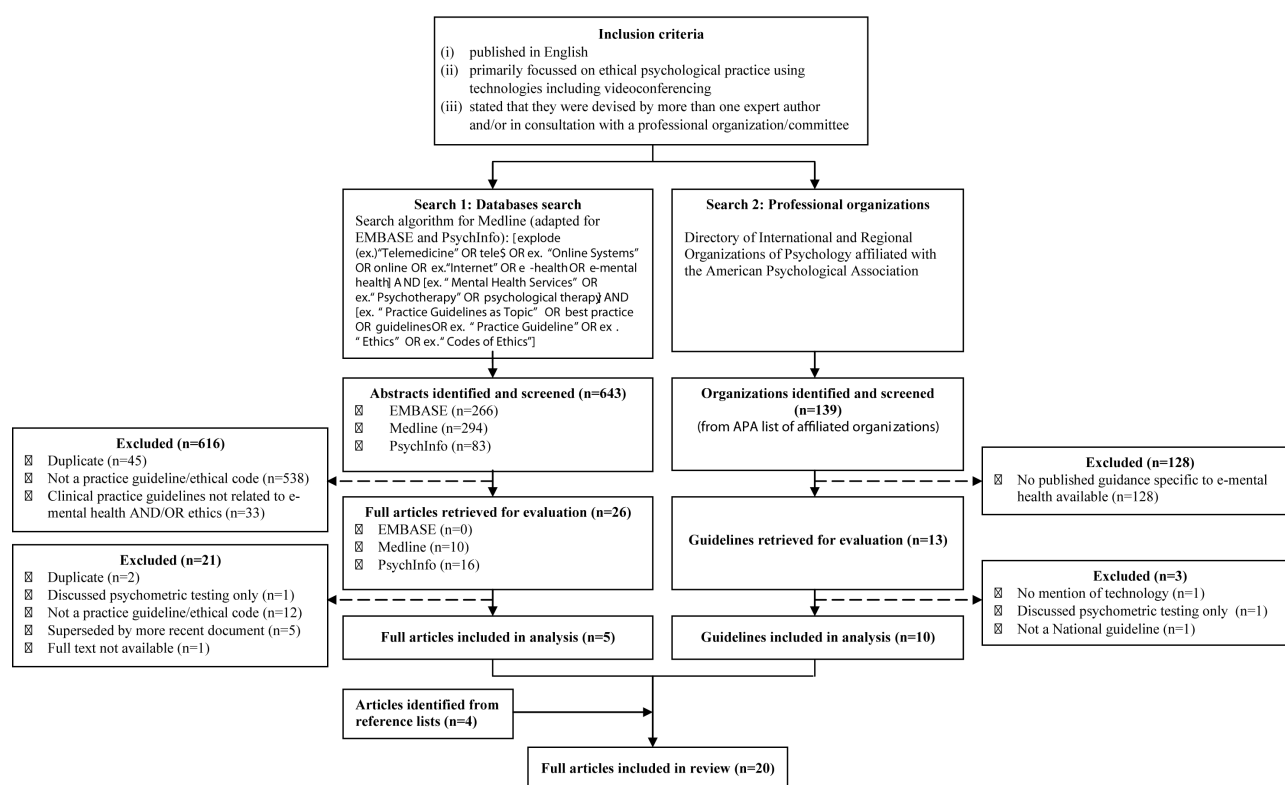 Inclusion criteria
(i) published in English
(ii) primarily focussed on ethical psychological practice using
technologies including videoconferencing
(iii) stated that they were devised by more than one expert author
and/or in consultation with a professional organization/committee
Search 1: Databases search
Search algorithm for Medline (adapted for
EMBASE and PsychInfo): [explode
(ex.)“Telemedicine” OR tele$ OR ex. “Online Systems”
OR online OR ex.“Internet” OR e -health OR e-mental
health] AND [ex. “ Mental Health Services” OR
ex.“ Psychotherapy” OR psychological therapy] AND
[ex. “ Practice Guidelines as Topic” OR best practice
OR guidelines OR ex. “ Practice Guideline” OR ex .
“ Ethics” OR ex. “ Codes of Ethics”]
Search 2: Professional organizations
Directory of International and Regional
Organizations of Psychology affiliated with
the American Psychological Association
Abstracts identified and screened (n=643)
EMBASE (n=266)
Medline (n=294)
PsychInfo (n=83)
Organizations identified and screened
(n=139)
(from APA list of affiliated organizations)
Excluded (n=616)
Duplicate (n=45)
Not a practice guideline/ethical code (n=538)
Clinical practice guidelines not related to e-
mental health AND/OR ethics (n=33)
Excluded (n=128)
No published guidance specific to e-mental
health available (n=128)
Full articles retrieved for evaluation (n=26)
EMBASE (n=0)
Medline (n=10)
PsychInfo (n=16)
Guidelines retrieved for evaluation (n=13)
Excluded (n=21)
Duplicate (n=2)
Discussed psychometric testing only (n=1)
Not a practice guideline/ethical code (n=12)
Superseded by more recent document (n=5)
Full text not available (n=1)
Excluded (n=3)
No mention of technology (n=1)
Discussed psychometric testing only (n=1)
Not a National guideline (n=1)
Full articles included in analysis (n=5)
Guidelines included in analysis (n=10)
Articles identified from
reference lists (n=4)
Full articles included in review (n=20)